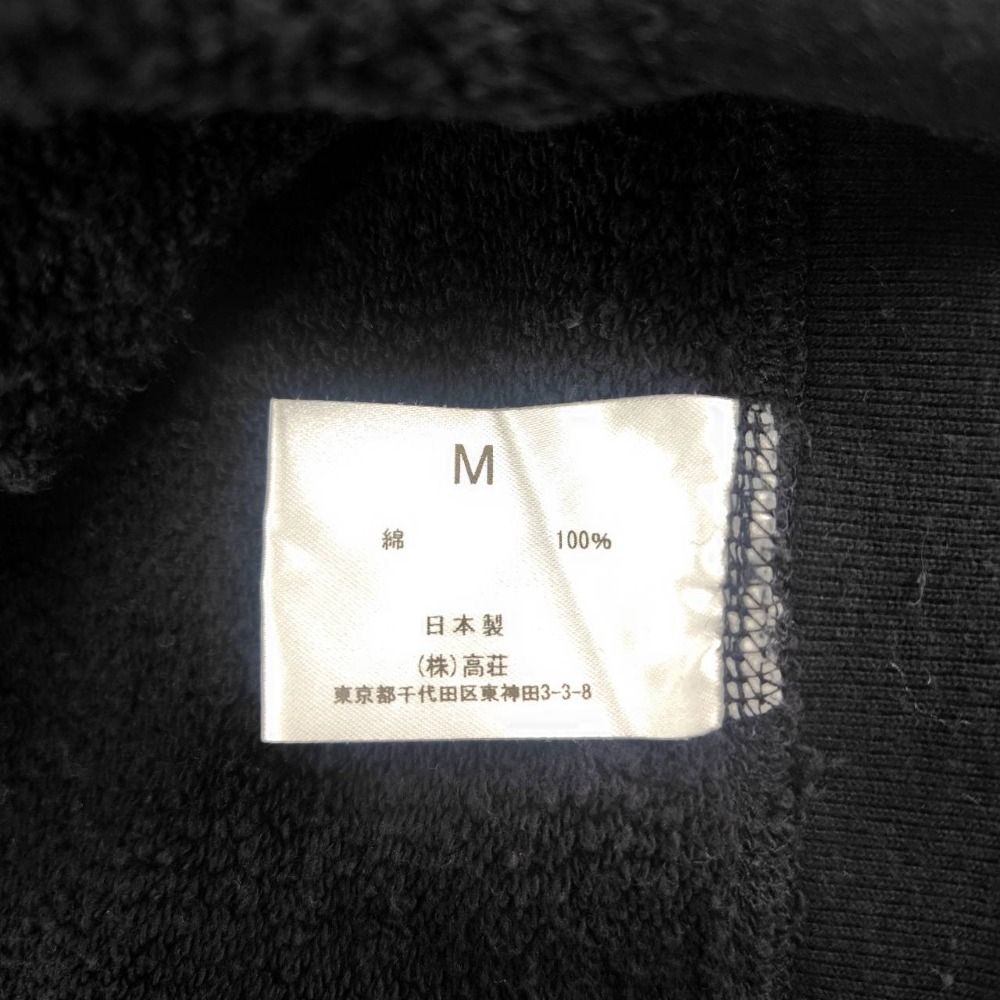 M
綿 100%
日本製
(株)高荘
東京都千代田区東神田3-3-8